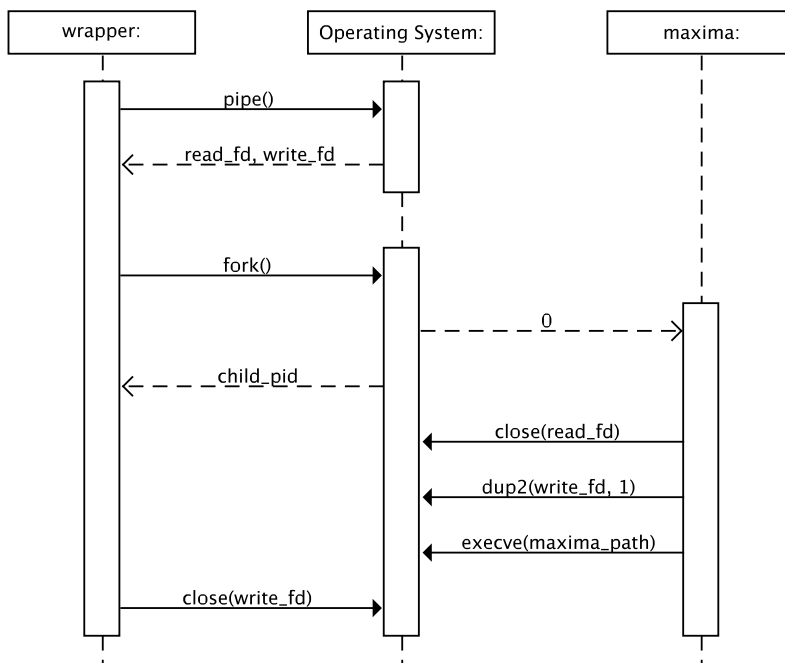 wrapper:
Operating System:
maxima:
pipe()
read_fd, write_fd
fork()
0
child_pid
close(read_fd)
dup2(write_fd, 1)
execve(maxima_path)
close(write_fd)